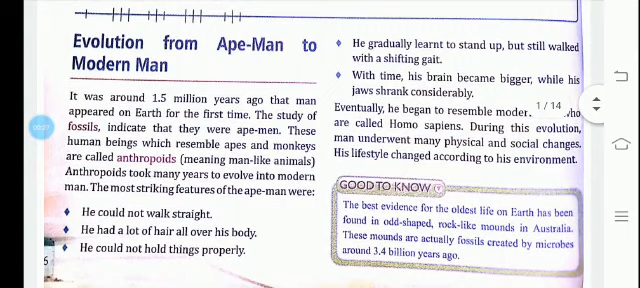 Evolution from Ape-Man to
Modern Man
It was around 1.5 million years ago that man
appeared on Earth for the first time. The study of
fossils, indicate that they were ape-men. These
human beings which resemble apes and monkeys
are called anthropoids (meaning man-like animals)
Anthropoids took many years to evolve into modern
man. The most striking features of the ape-man were:
He could not walk straight.
He had a lot of hair all over his body.
He could not hold things properly.
6
He gradually learnt to stand up, but still walked
with a shifting gait.
With time, his brain became bigger, while his
jaws shrank considerably.
Eventually, he began to resemble moder. 1 / 14 who
are called Homo sapiens. During this evolution,
man underwent many physical and social changes.
His lifestyle changed according to his environment.
GOOD TO KNOW
The best evidence for the oldest life on Earth has been
found in odd-shaped, rock-like mounds in Australia.
These mounds are actually fossils created by microbes
around 3.4 billion years ago.